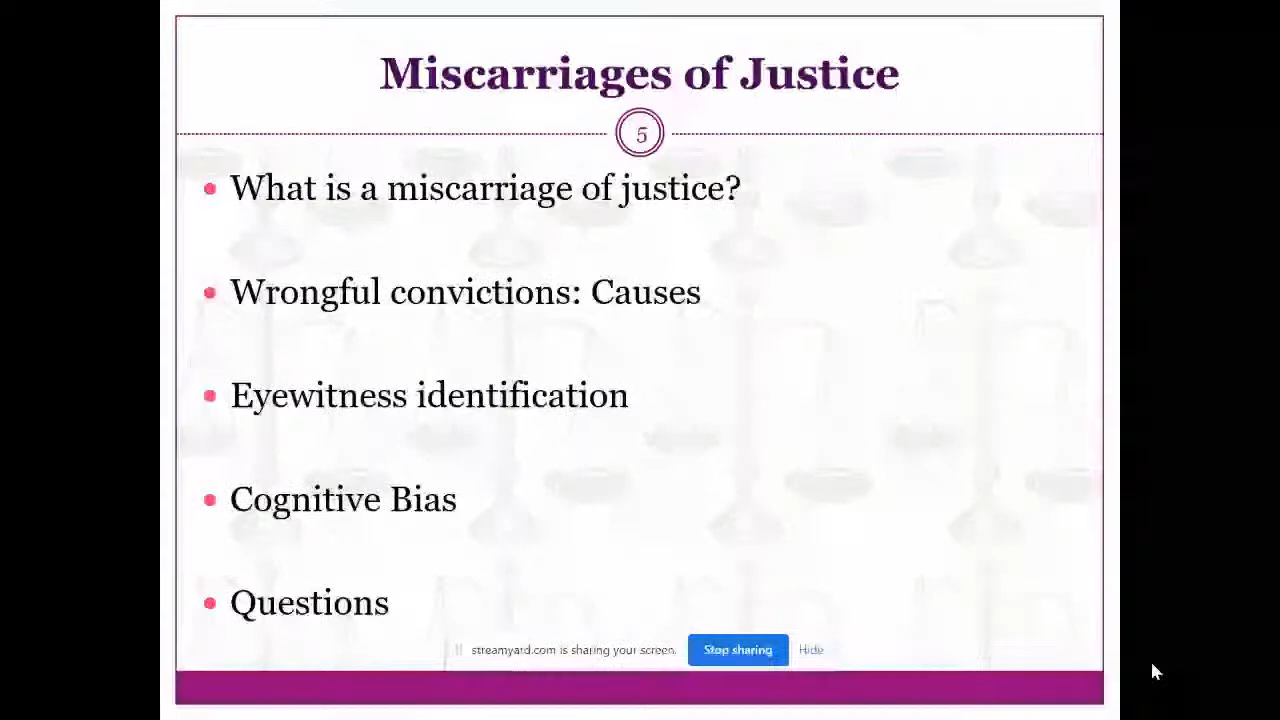 Miscarriages of Justice
5
• What is a miscarriage of justice?
• Wrongful convictions: Causes
• Eyewitness identification
• Cognitive Bias
• Questions
streamyard.com is sharing your screen. Stop sharing Hide